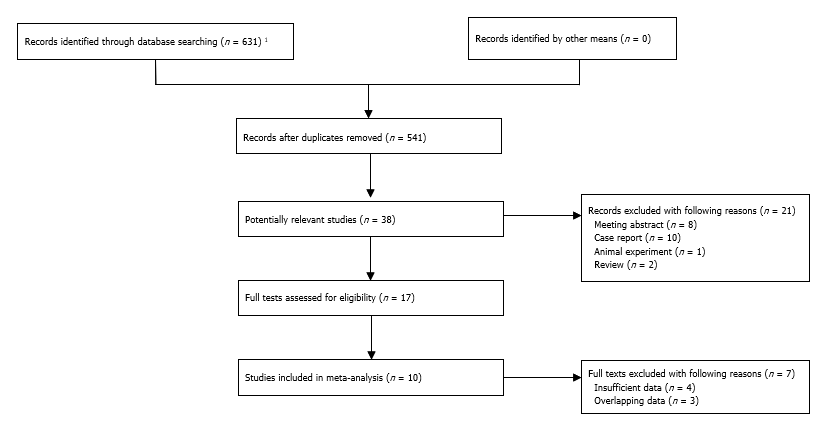 Records identified through database searching (n = 631) ¹
Records identified by other means (n = 0)
Records after duplicates removed (n = 541)
Potentially relevant studies (n = 38)
Records excluded with following reasons (n = 21)
Meeting abstract (n = 8)
Case report (n = 10)
Animal experiment (n = 1)
Review (n = 2)
Full tests assessed for eligibility (n = 17)
Studies included in meta-analysis (n = 10)
Full texts excluded with following reasons (n = 7)
Insufficient data (n = 4)
Overlapping data (n = 3)